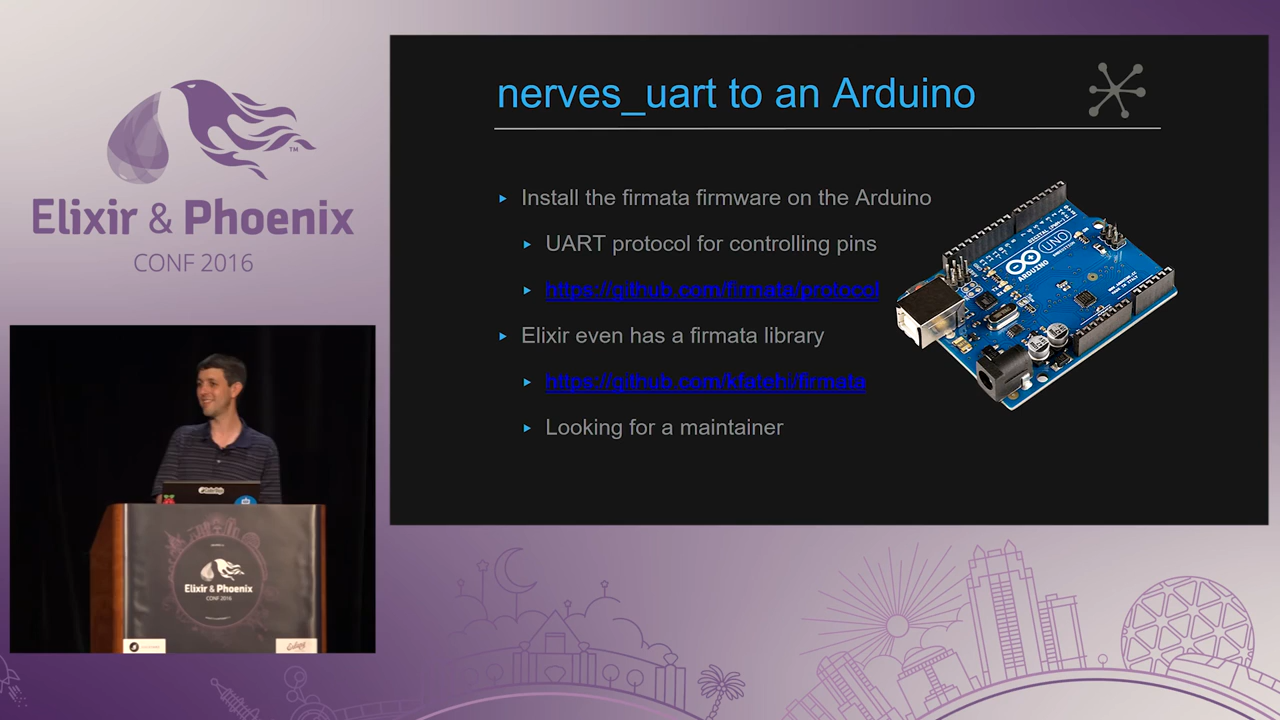 Elixir & Phoenix
TM
CONF 2016
nerves_uart to an Arduino
Install the firmata firmware on the Arduino
UART protocol for controlling pins
https://github.com/firmata/protocol
Elixir even has a firmata library
https://github.com/kfatehi/firmata
Looking for a maintainer
ARDUINO
UNO
Elixir & Phoenix
CONF 2016